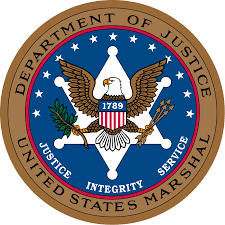 DEPARTMENT OF JUSTICE
1789
JUSTICE INTEGRITY SERVICE
UNITED STATES MARSHAL